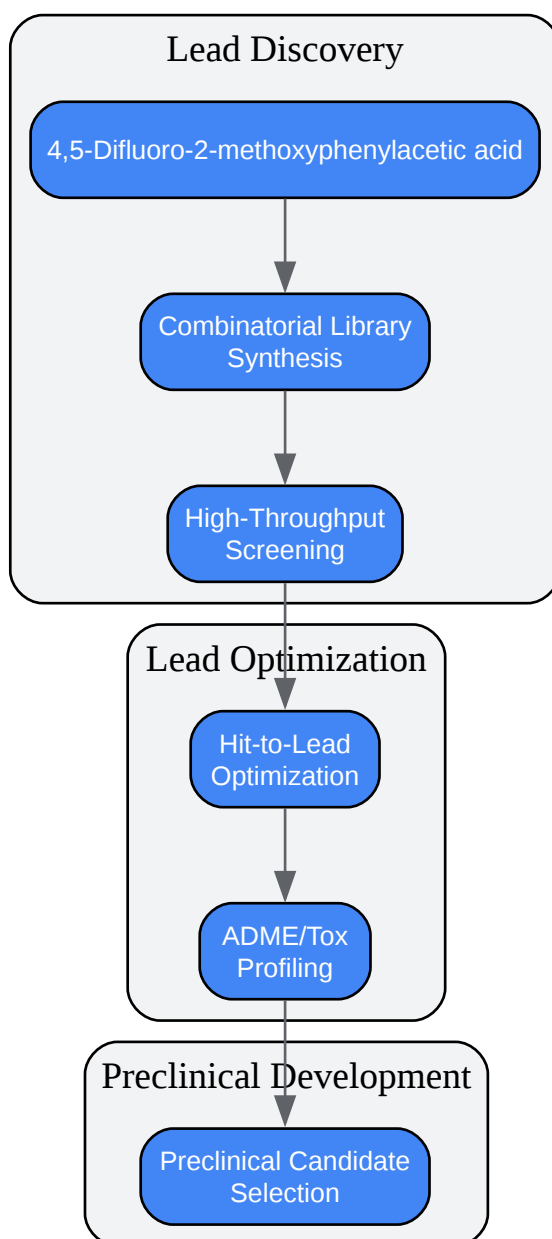 Lead Discovery
4,5-Difluoro-2-methoxyphenylacetic acid
Combinatorial Library
Synthesis
High-Throughput
Screening
Lead Optimization
Hit-to-Lead
Optimization
ADME/Tox
Profiling
Preclinical Development
Preclinical Candidate
Selection